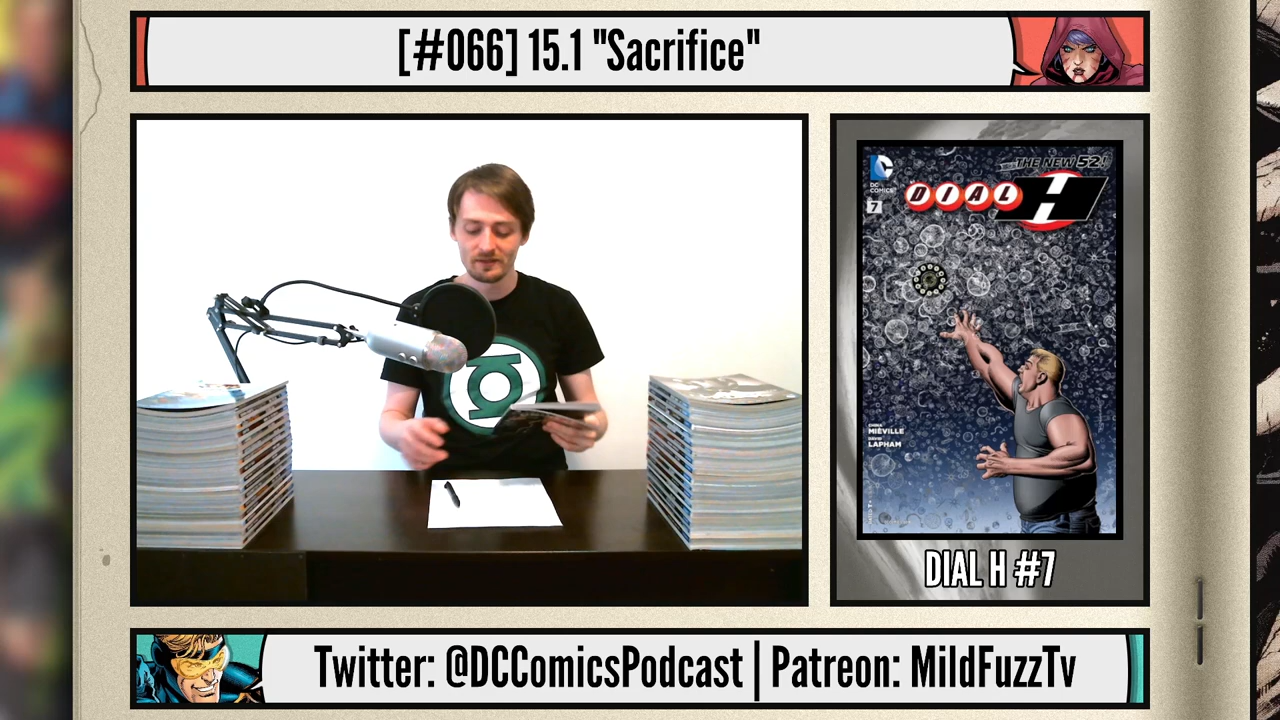 [#066] 15.1 "Sacrifice"
THE NEW 52!
DC COMICS
DIAL H
7
CHINA
MIÉVILLE
DAVID
LAPHAM
DIAL H #7
Twitter: @DCComicsPodcast | Patreon: MildFuzzTv